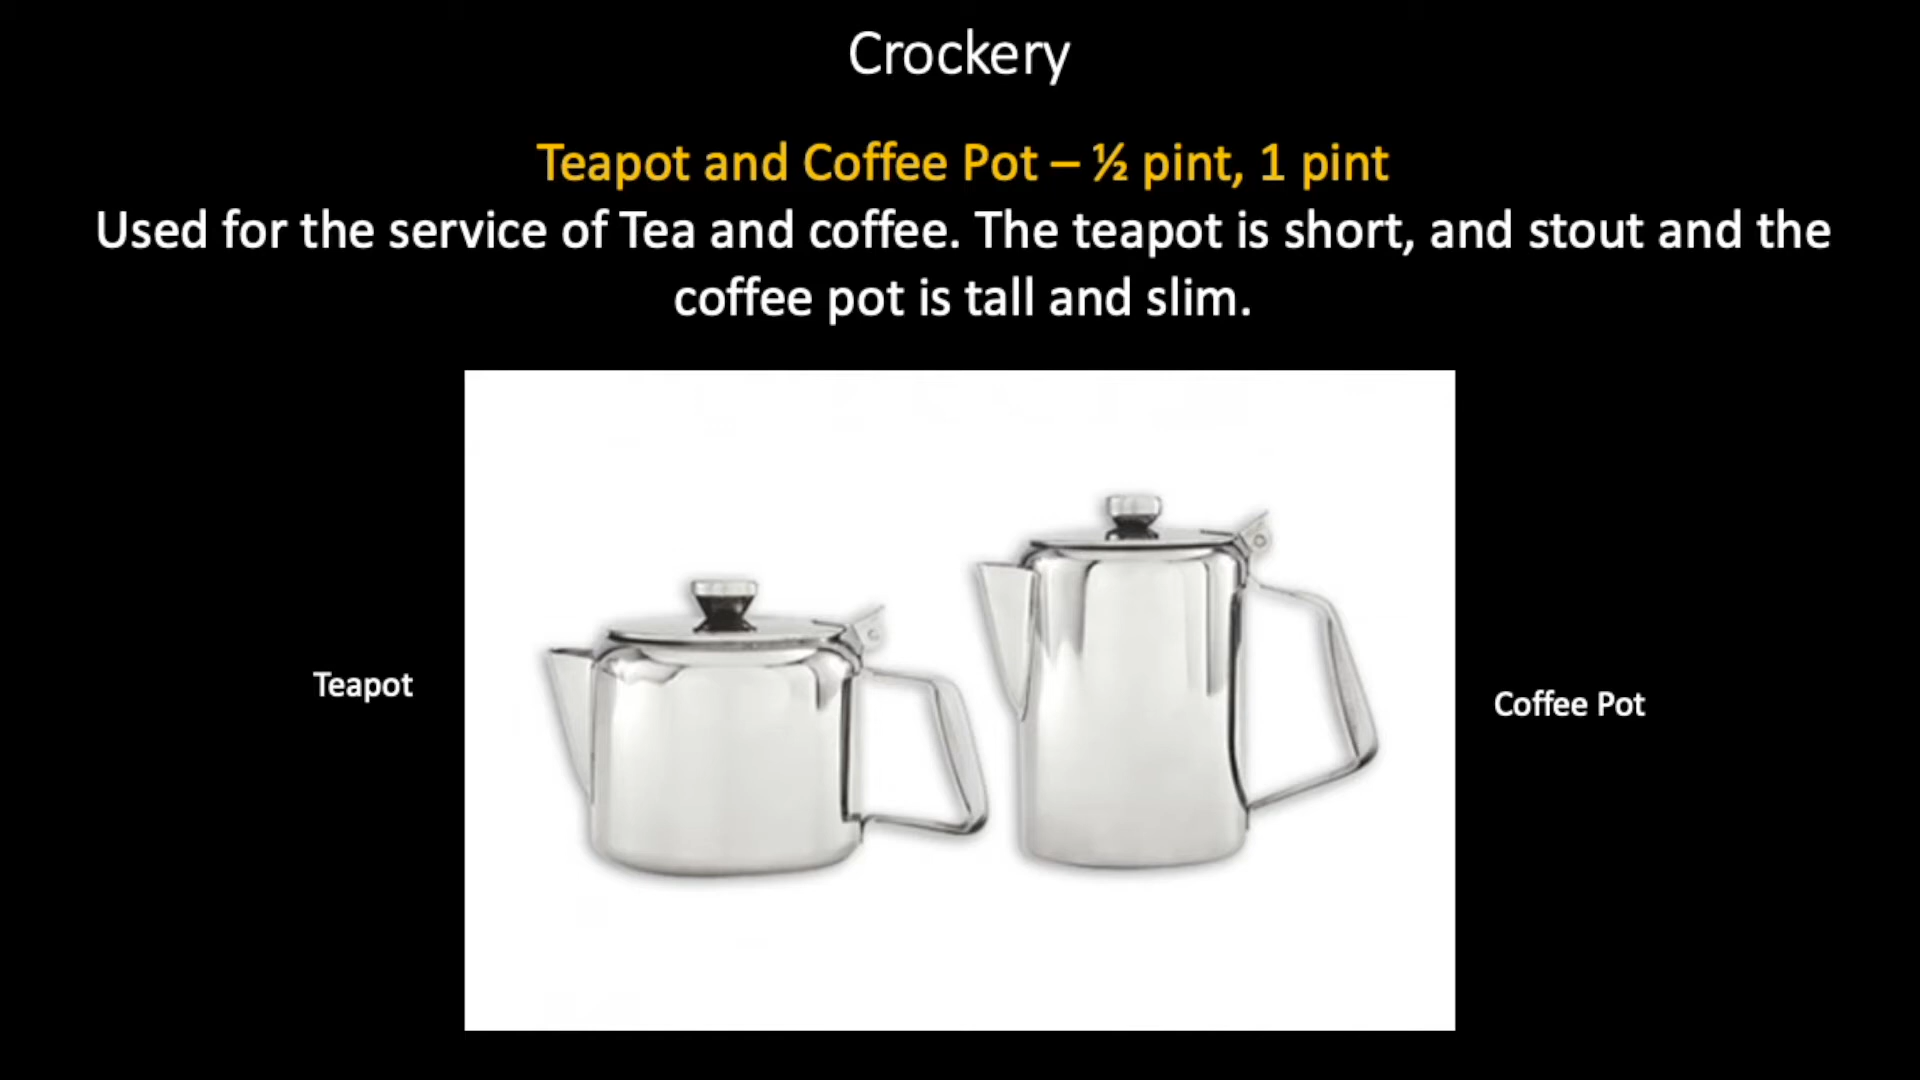 Crockery
Teapot and Coffee Pot – ½ pint, 1 pint
Used for the service of Tea and coffee. The teapot is short, and stout and the
coffee pot is tall and slim.
Teapot
Coffee Pot